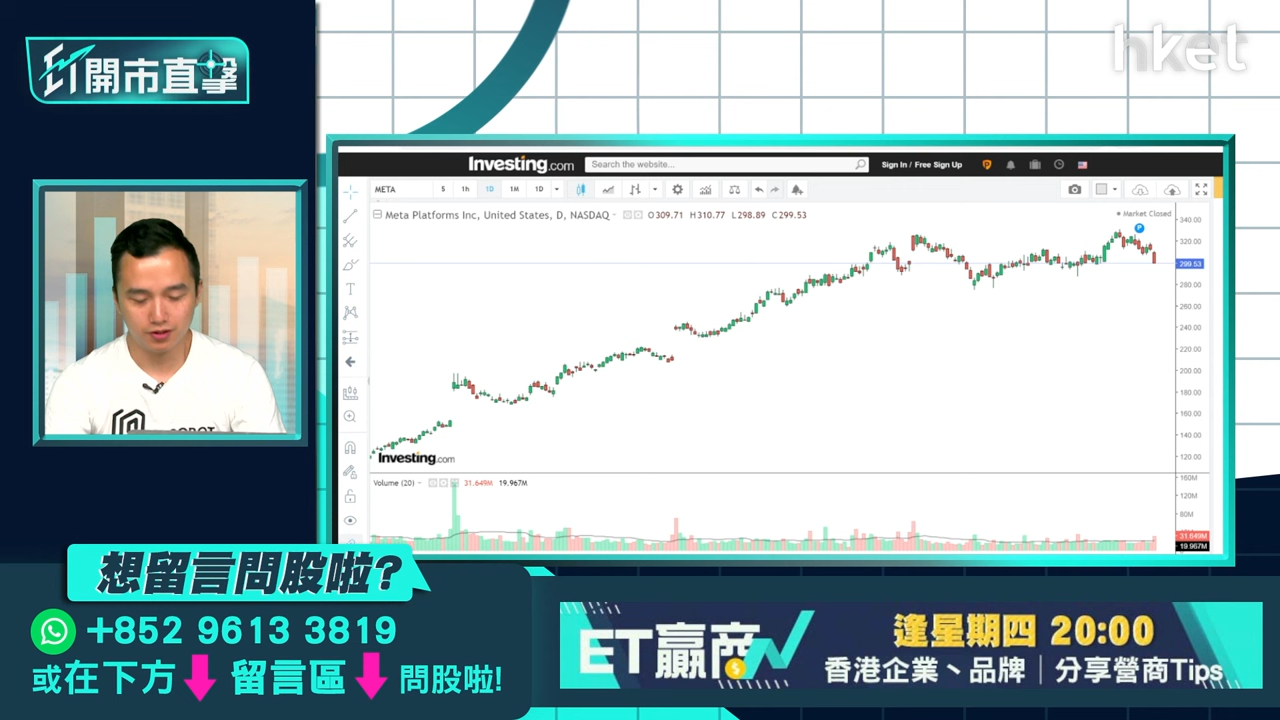 ET開市直擊
hket
Investing.com
Search the website...
Sign In / Free Sign Up
META
5
1h
1D
1M
1D
Meta Platforms Inc, United States, D, NASDAQ
O309.71 H310.77 L298.89 C299.53
Market Closed
P
340.00
320.00
299.53
280.00
260.00
240.00
220.00
200.00
180.00
160.00
140.00
120.00
Investing.com
Volume (20)
31.649M 19.967M
160M
120M
80M
31.649M
19.967M
想留言問股啦?
+852 9613 3819
或在下方 留言區 問股啦!
ET贏商
逢星期四 20:00
香港企業、品牌|分享營商Tips